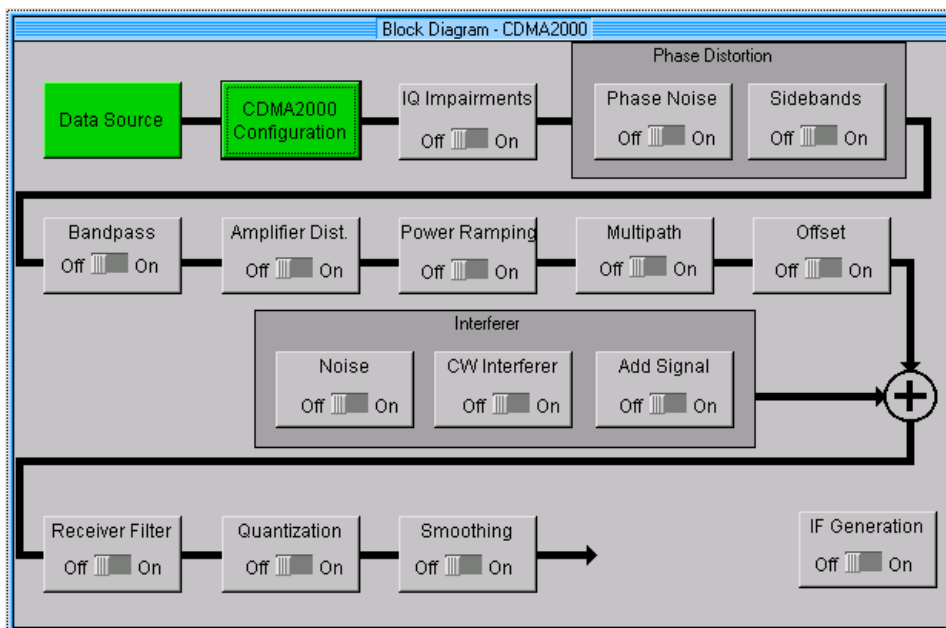 Block Diagram - CDMA2000
Phase Distortion
Data Source
CDMA2000
Configuration
IQ Impairments
Off On
Phase Noise
Off On
Sidebands
Off On
Bandpass
Off On
Amplifier Dist.
Off On
Power Ramping
Off On
Multipath
Off On
Offset
Off On
Interferer
Noise
Off On
CW Interferer
Off On
Add Signal
Off On
Receiver Filter
Off On
Quantization
Off On
Smoothing
Off On
IF Generation
Off On